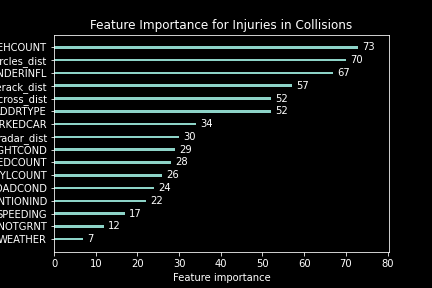 Feature Importance for Injuries in Collisions
EHCOUNT 73
rcles_dist 70
NDERINFL 67
erack_dist 57
cross_dist 52
ADDRTYPE 52
RKEDCAR 34
radar_dist 30
GHTCOND 29
EDCOUNT 28
YLCOUNT 26
OADCOND 24
NTIONIND 22
SPEEDING 17
NOTGRNT 12
WEATHER 7
0 10 20 30 40 50 60 70 80
Feature importance